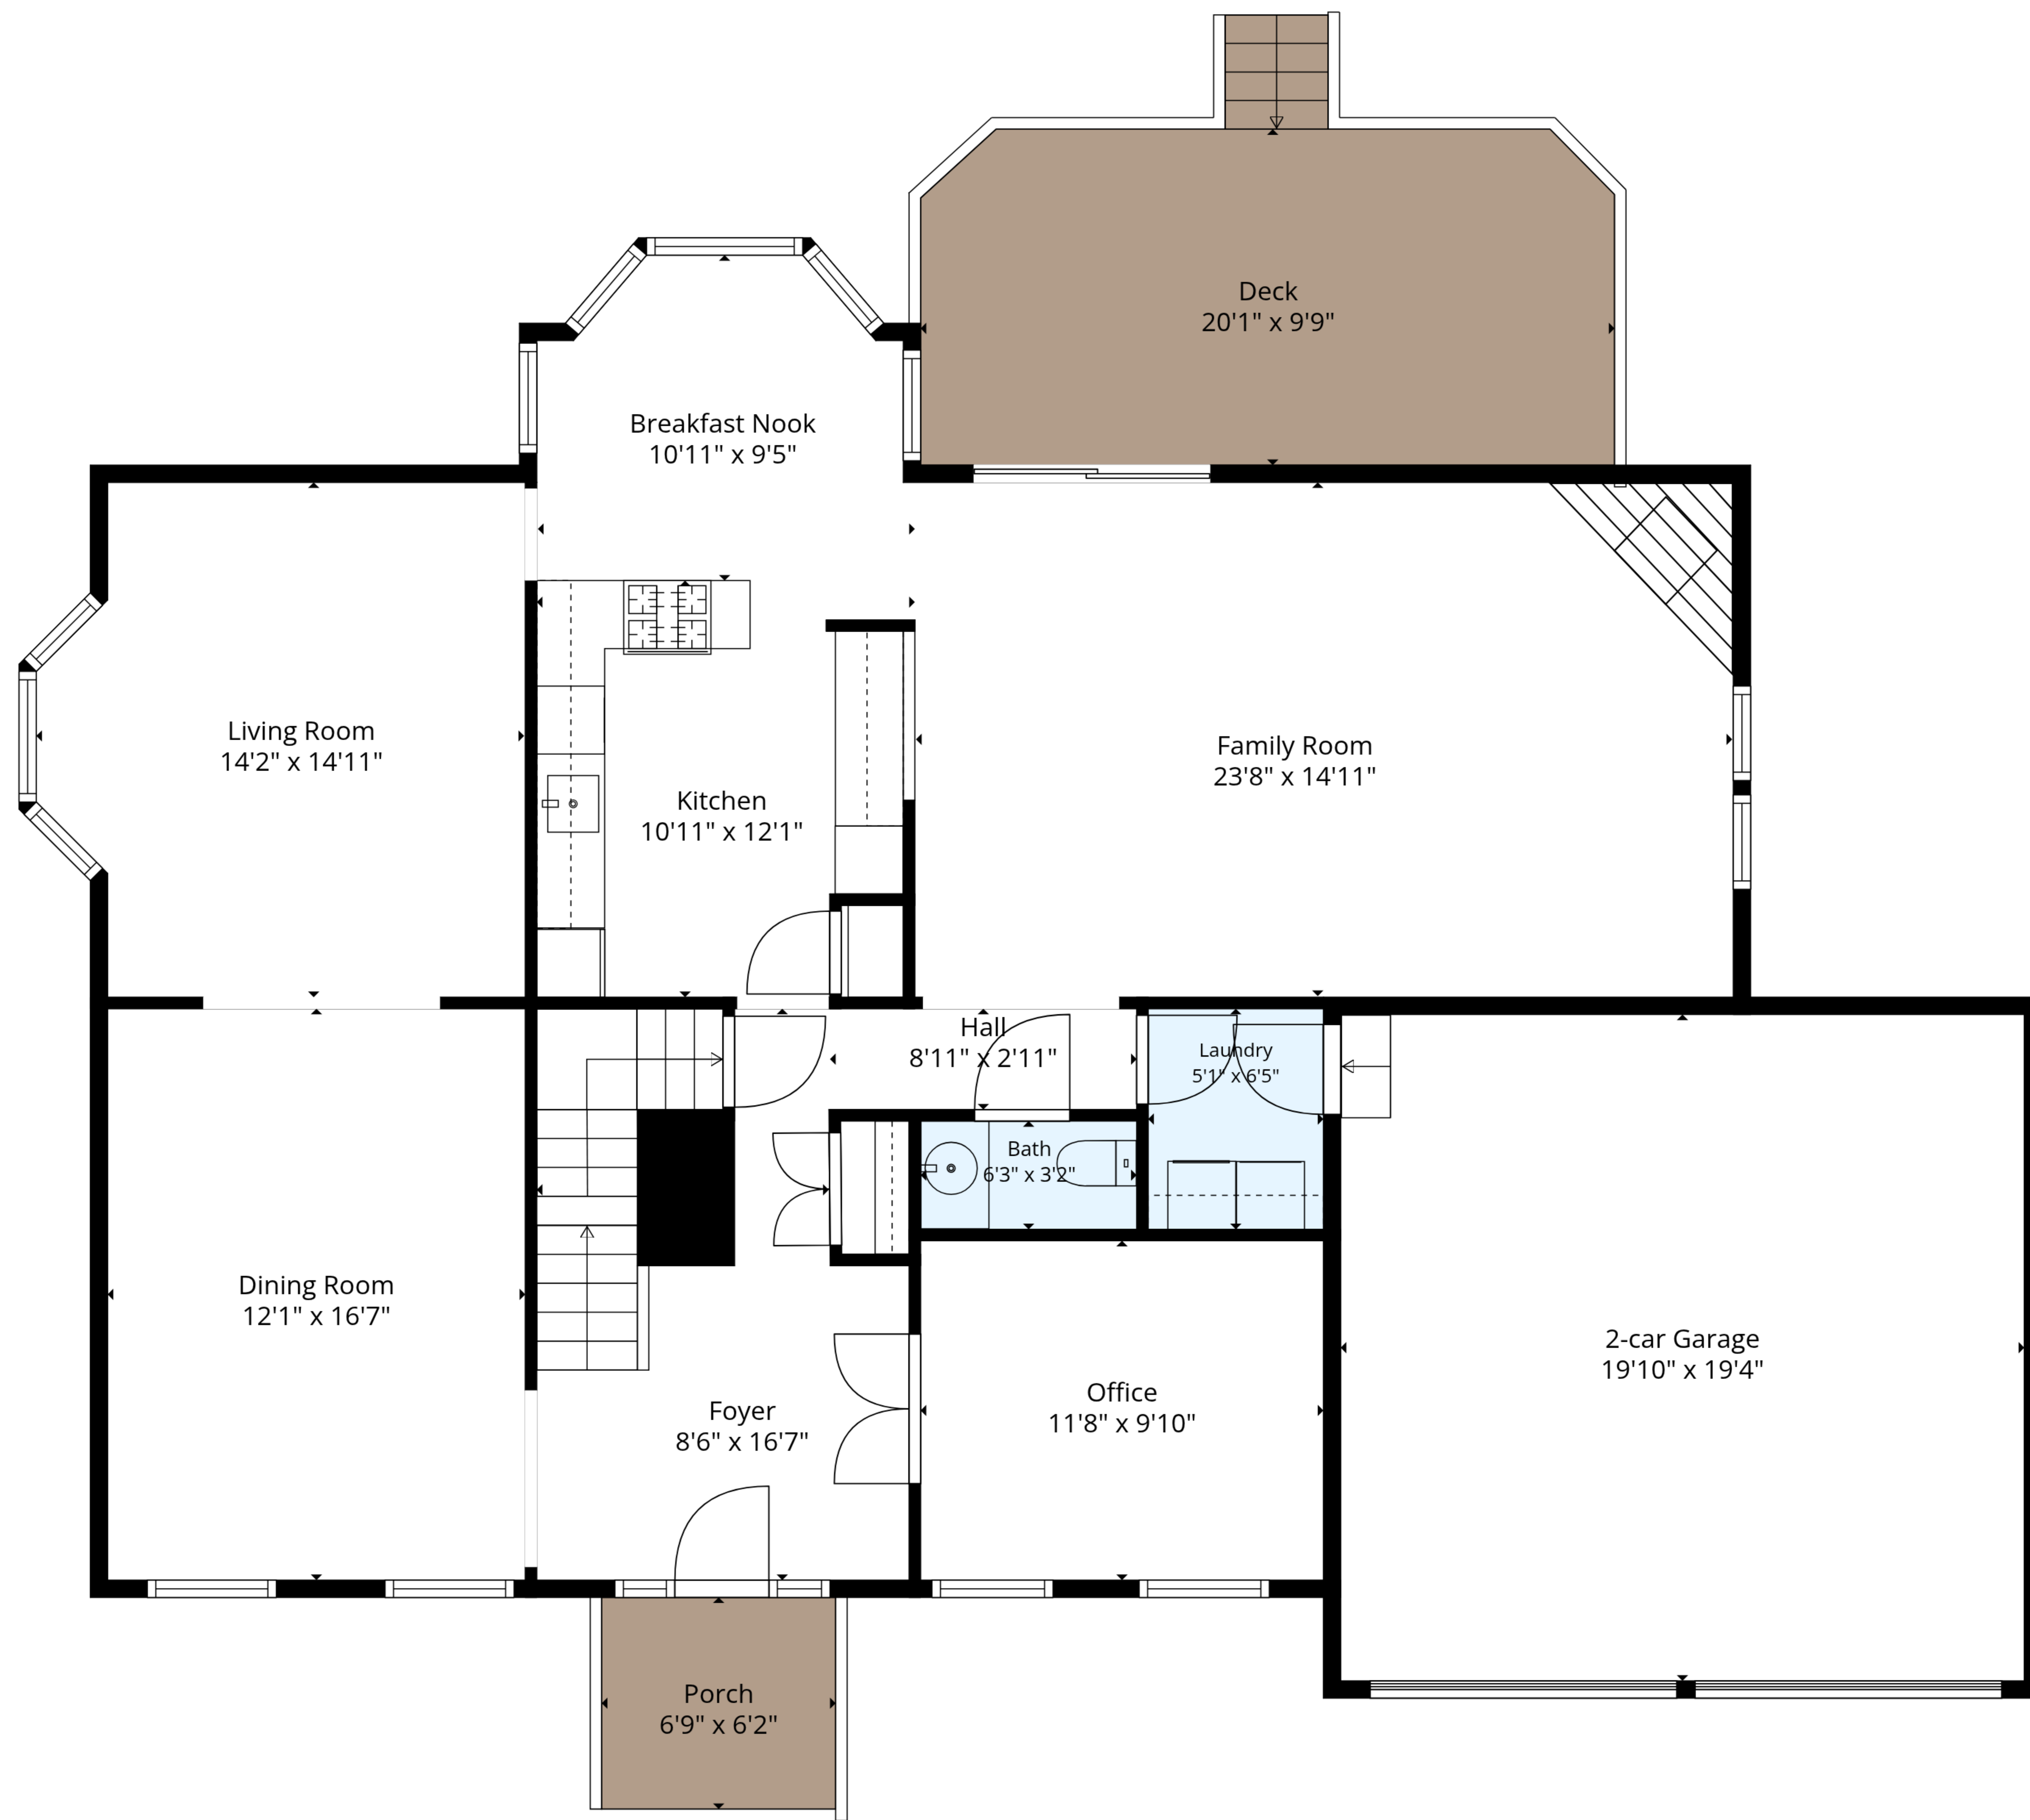 Deck
20'1" x 9'9"
Breakfast Nook
10'11" x 9'5"
Living Room
14'2" x 14'11"
Family Room
23'8" x 14'11"
Kitchen
10'11" x 12'1"
Hall
8'11" x 2'11"
Laundry
5'1" x 6'5"
Bath
6'3" x 3'2"
Dining Room
12'1" x 16'7"
2-car Garage
19'10" x 19'4"
Office
11'8" x 9'10"
Foyer
8'6" x 16'7"
Porch
6'9" x 6'2"